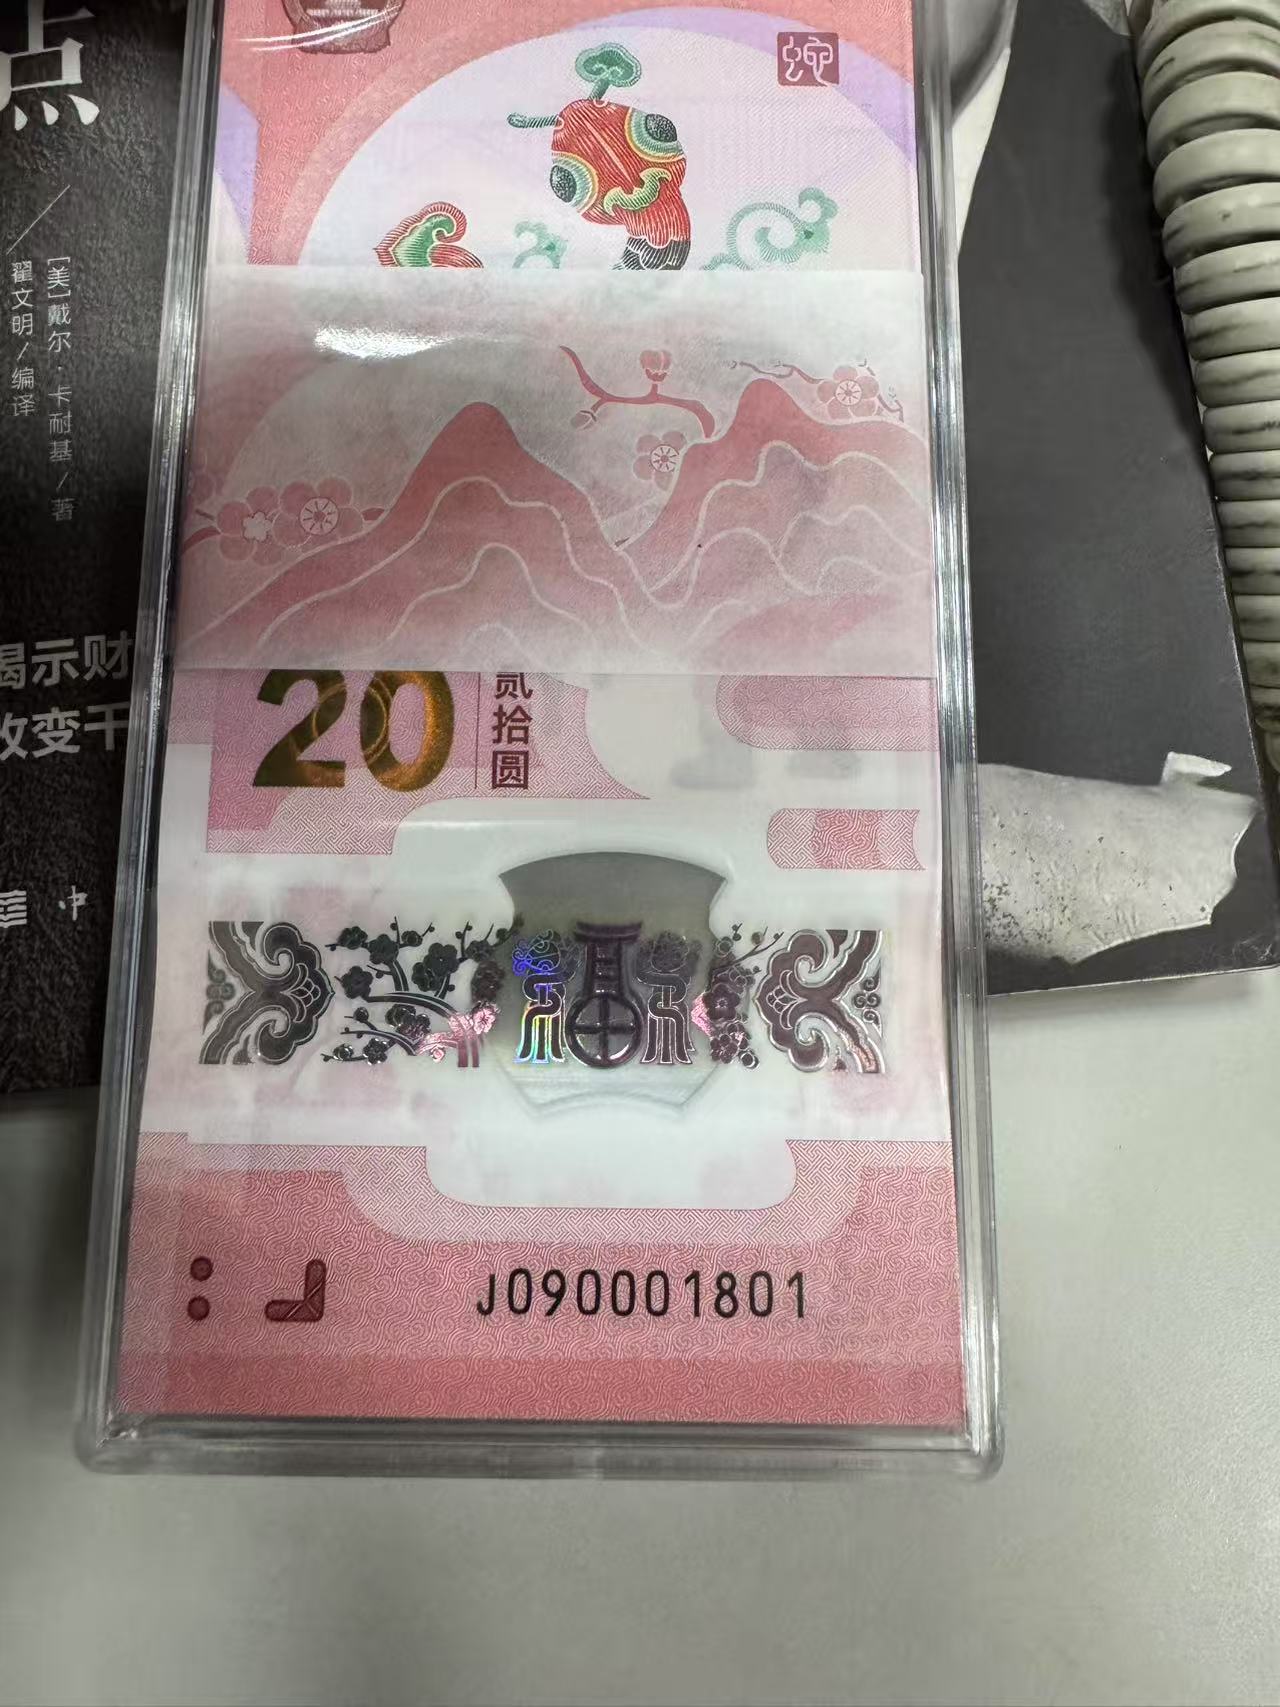 点
[美]戴尔·卡耐基/著
翟文明/编译
揭示财
改变千
中
蛇
20
贰拾圆
J090001801